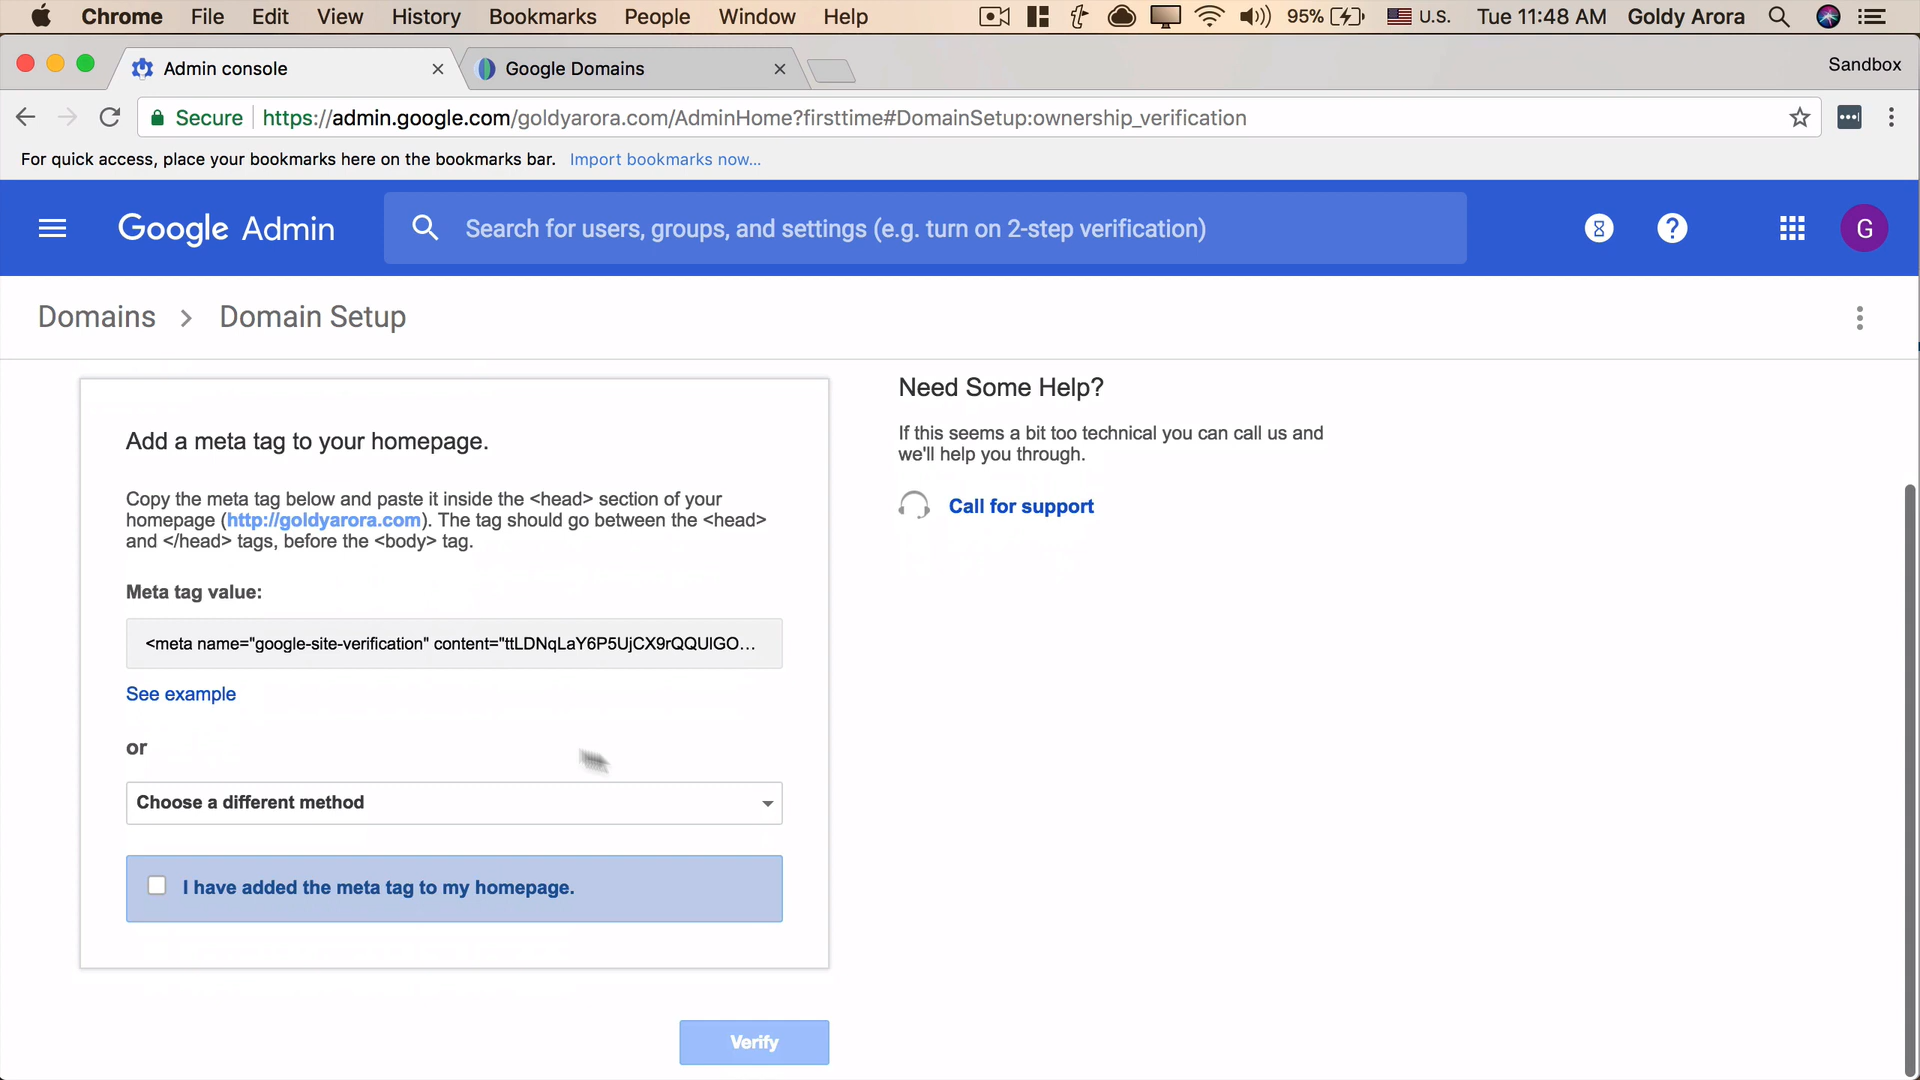 Chrome File Edit View History Bookmarks People Window Help 95% U.S. Tue 11:48 AM Goldy Arora
Admin console Google Domains Sandbox
Secure https://admin.google.com/goldyarora.com/AdminHome?firsttime#DomainSetup:ownership_verification
For quick access, place your bookmarks here on the bookmarks bar. Import bookmarks now...
Google Admin Search for users, groups, and settings (e.g. turn on 2-step verification) G
Domains > Domain Setup
Add a meta tag to your homepage.
Copy the meta tag below and paste it inside the <head> section of your
homepage (http://goldyarora.com). The tag should go between the <head>
and </head> tags, before the <body> tag.
Meta tag value:
<meta name="google-site-verification" content="ttLDNqLaY6P5UjCX9rQQUlGO...
See example
or
Choose a different method
I have added the meta tag to my homepage.
Verify
Need Some Help?
If this seems a bit too technical you can call us and
we'll help you through.
Call for support